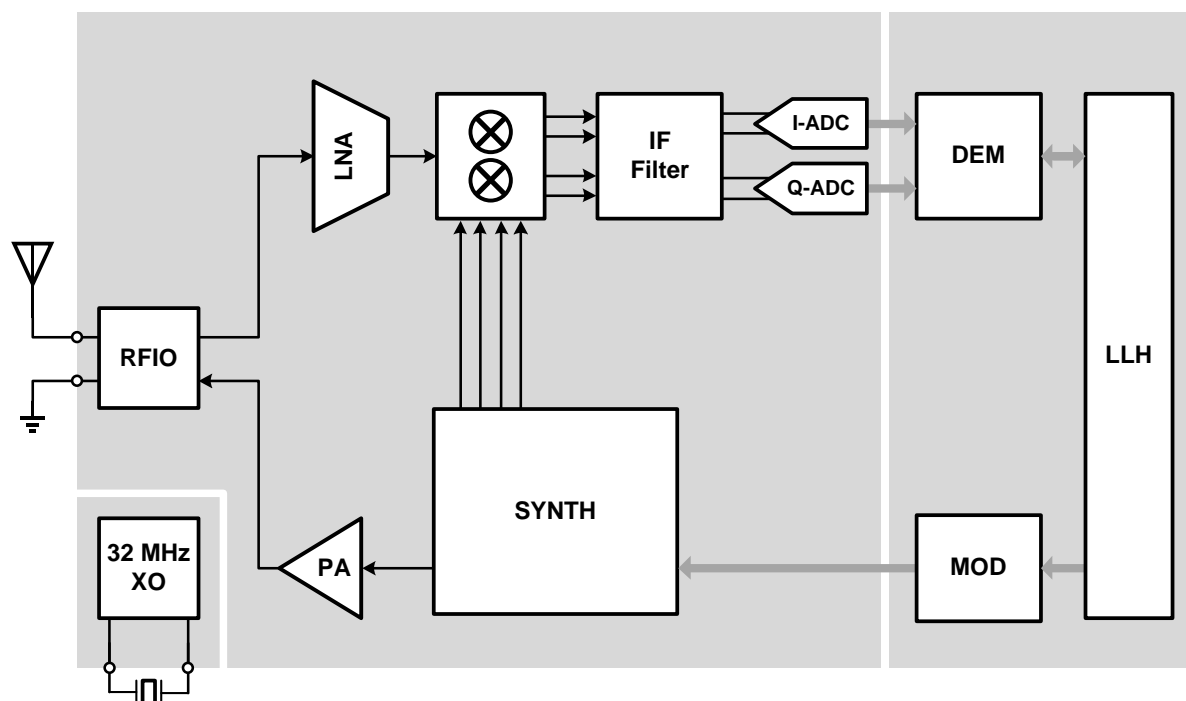 LNA
IF
Filter
I-ADC
Q-ADC
DEM
RFIO
LLH
SYNTH
32 MHz
XO
PA
MOD